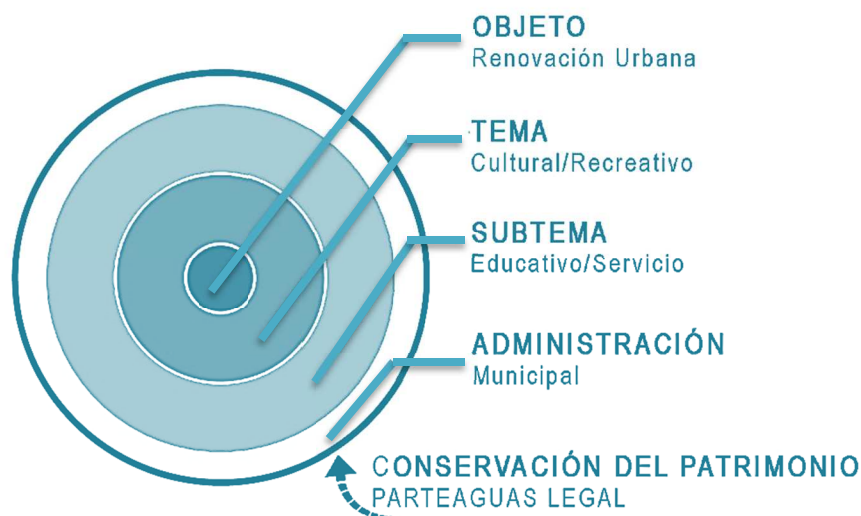 OBJETO
Renovación Urbana
TEMA
Cultural/Recreativo
SUBTEMA
Educativo/Servicio
ADMINISTRACIÓN
Municipal
CONSERVACIÓN DEL PATRIMONIO
PARTEAGUAS LEGAL